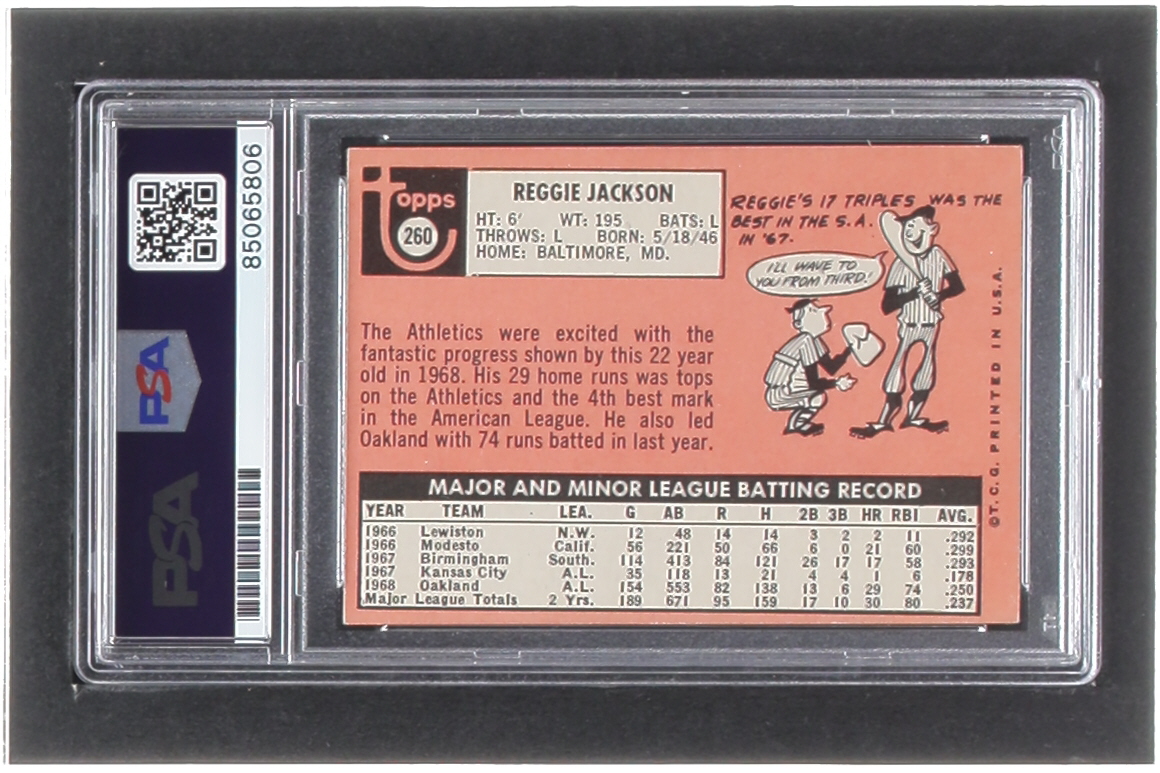 85065806
PSA
PSA
topps
260
REGGIE JACKSON
HT: 6' WT: 195 BATS: L
THROWS: L BORN: 5/18/46
HOME: BALTIMORE, MD.
REGGIE'S 17 TRIPLES WAS THE
BEST IN THE S.A.
IN '67.
I'LL WAVE TO
YOU FROM THIRD!
The Athletics were excited with the
fantastic progress shown by this 22 year
old in 1968. His 29 home runs was tops
on the Athletics and the 4th best mark
in the American League. He also led
Oakland with 74 runs batted in last year.
©T.C.G. PRINTED IN U.S.A.
MAJOR AND MINOR LEAGUE BATTING RECORD
YEAR TEAM LEA. G AB R H 2B 3B HR RBI AVG.
1966 Lewiston N.W. 12 48 14 14 3 2 2 11 .292
1966 Modesto Calif. 56 221 50 66 6 0 21 60 .299
1967 Birmingham South. 114 413 84 121 26 17 17 58 .293
1967 Kansas City A.L. 35 118 13 21 4 4 1 6 .178
1968 Oakland A.L. 154 553 82 138 13 6 29 74 .250
Major League Totals 2 Yrs. 189 671 95 159 17 10 30 80 .237